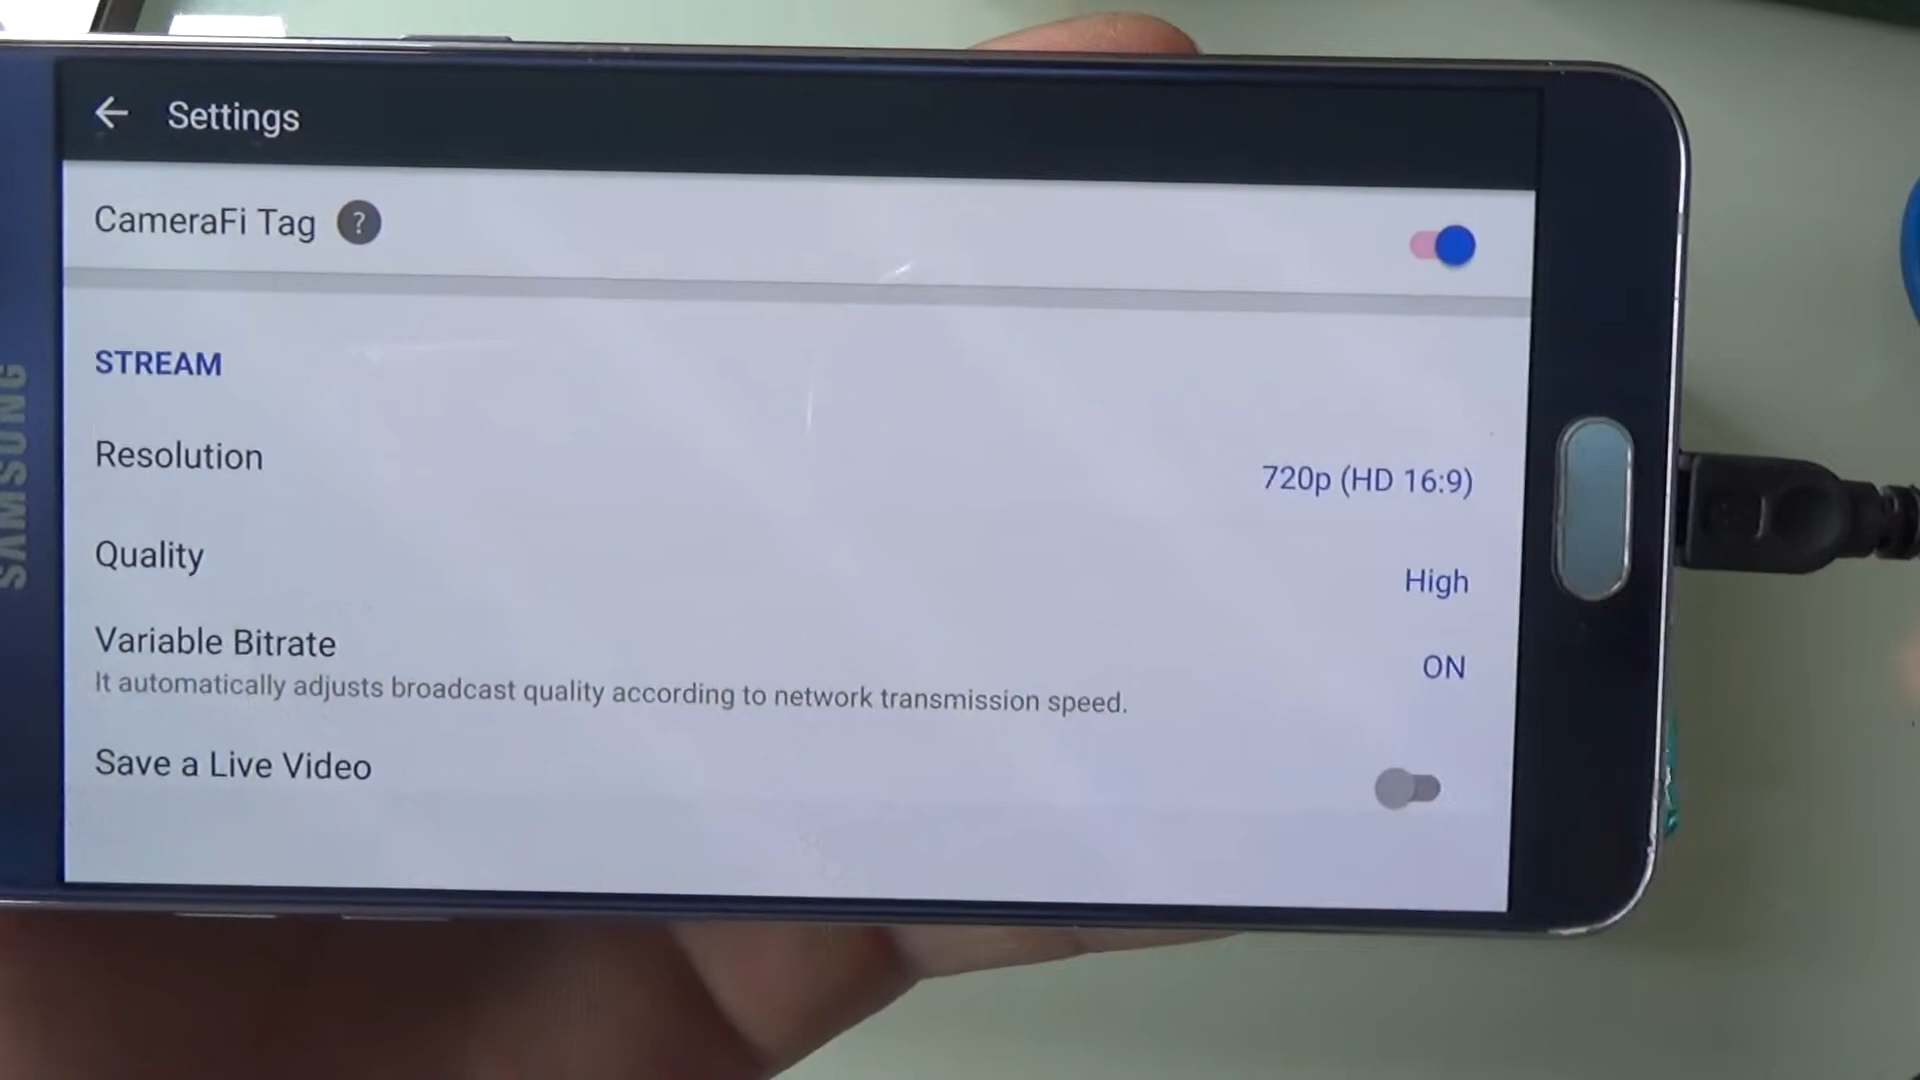 Settings
CameraFi Tag ?
STREAM
Resolution
720p (HD 16:9)
Quality
High
Variable Bitrate
ON
It automatically adjusts broadcast quality according to network transmission speed.
Save a Live Video
SAMSUNG